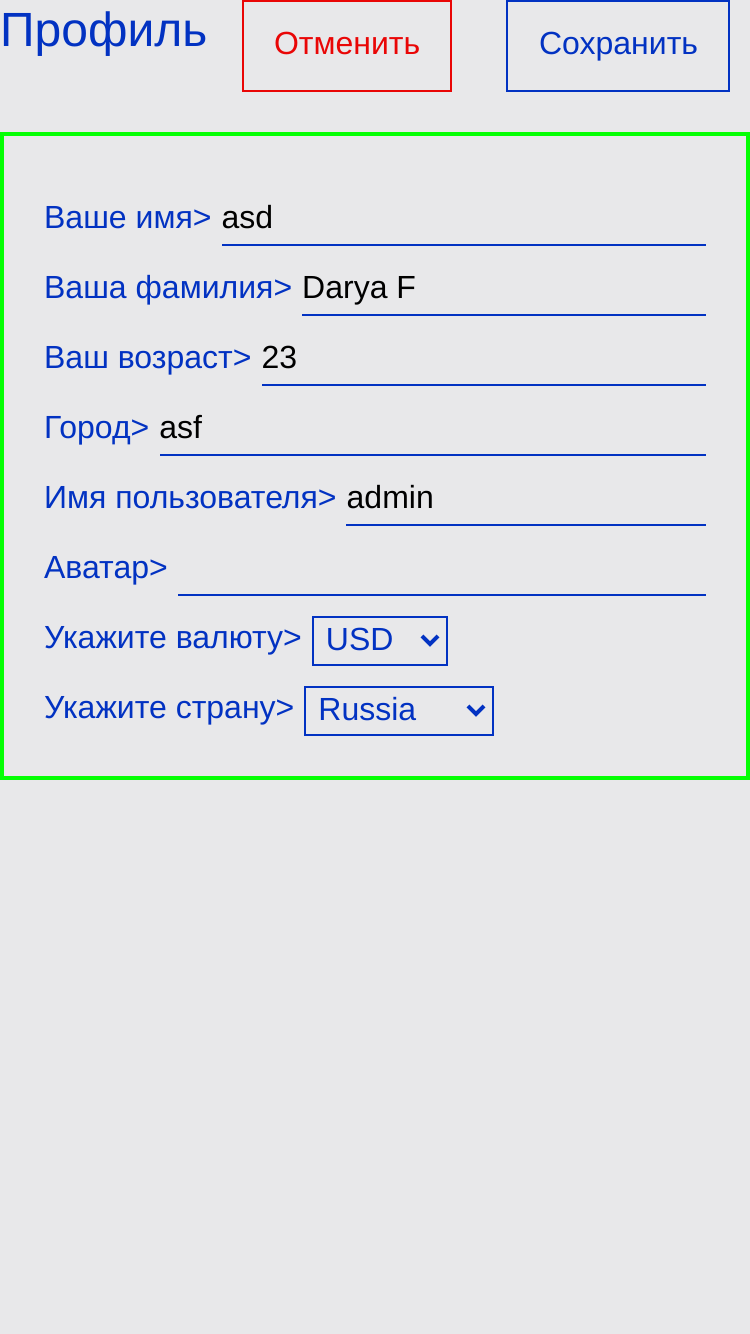 Профиль Отменить Сохранить
Ваше имя> asd
Ваша фамилия> Darya F
Ваш возраст> 23
Город> asf
Имя пользователя> admin
Аватар>
Укажите валюту> USD
Укажите страну> Russia